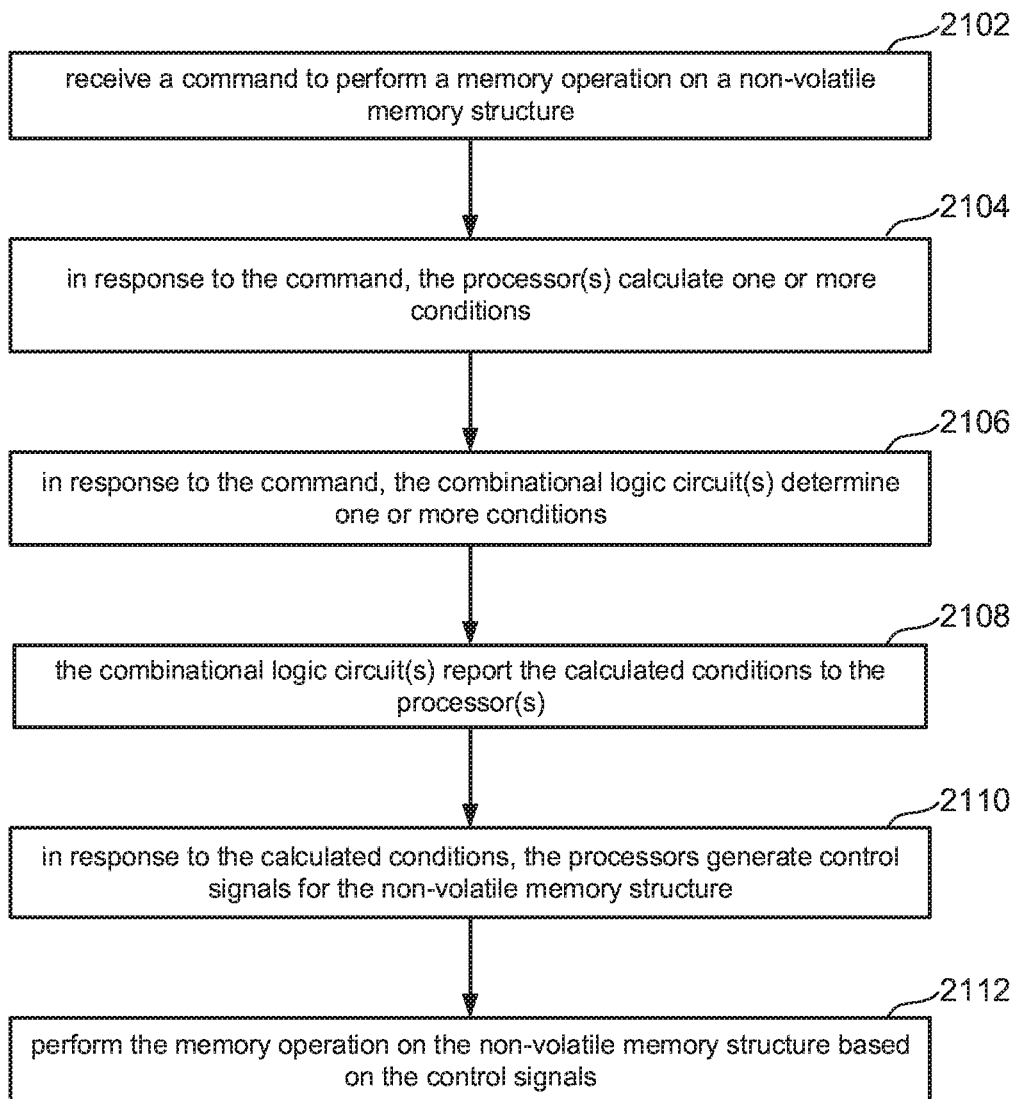 2102
receive a command to perform a memory operation on a non-volatile
memory structure
2104
in response to the command, the processor(s) calculate one or more
conditions
2106
in response to the command, the combinational logic circuit(s) determine
one or more conditions
2108
the combinational logic circuit(s) report the calculated conditions to the
processor(s)
2110
in response to the calculated conditions, the processors generate control
signals for the non-volatile memory structure
2112
perform the memory operation on the non-volatile memory structure based
on the control signals